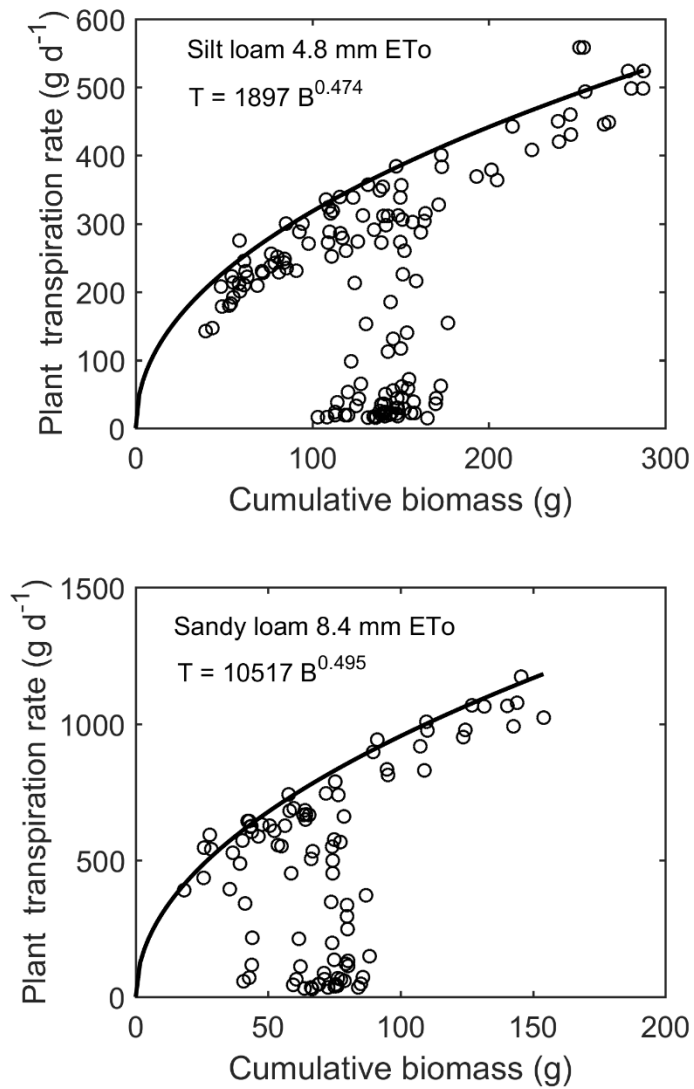 600
500
400
300
200
100
0
Plant transpiration rate (g d-1)
Silt loam 4.8 mm ETo
T = 1897 B0.474
0 100 200 300
Cumulative biomass (g)
1500
1000
500
0
Plant transpiration rate (g d-1)
Sandy loam 8.4 mm ETo
T = 10517 B0.495
0 50 100 150 200
Cumulative biomass (g)